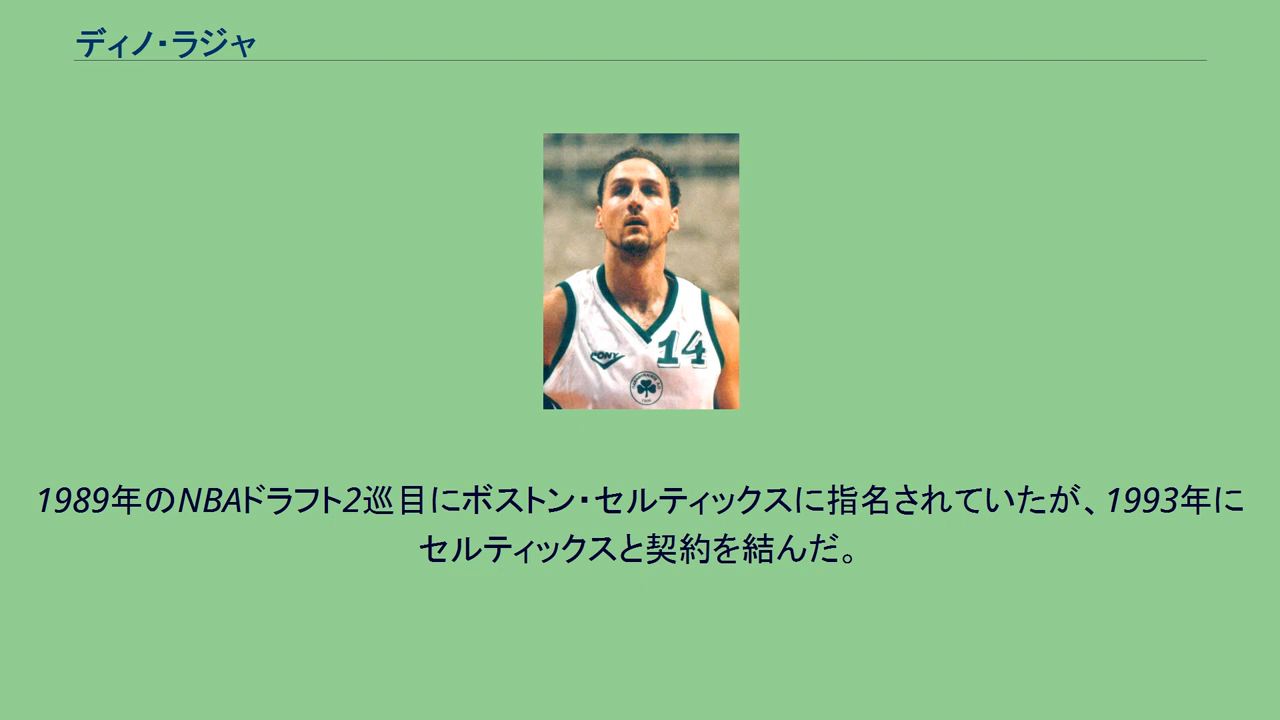 ディノ・ラジャ
PONY
14
1989年のNBAドラフト2巡目にボストン・セルティックスに指名されていたが、1993年に
セルティックスと契約を結んだ。